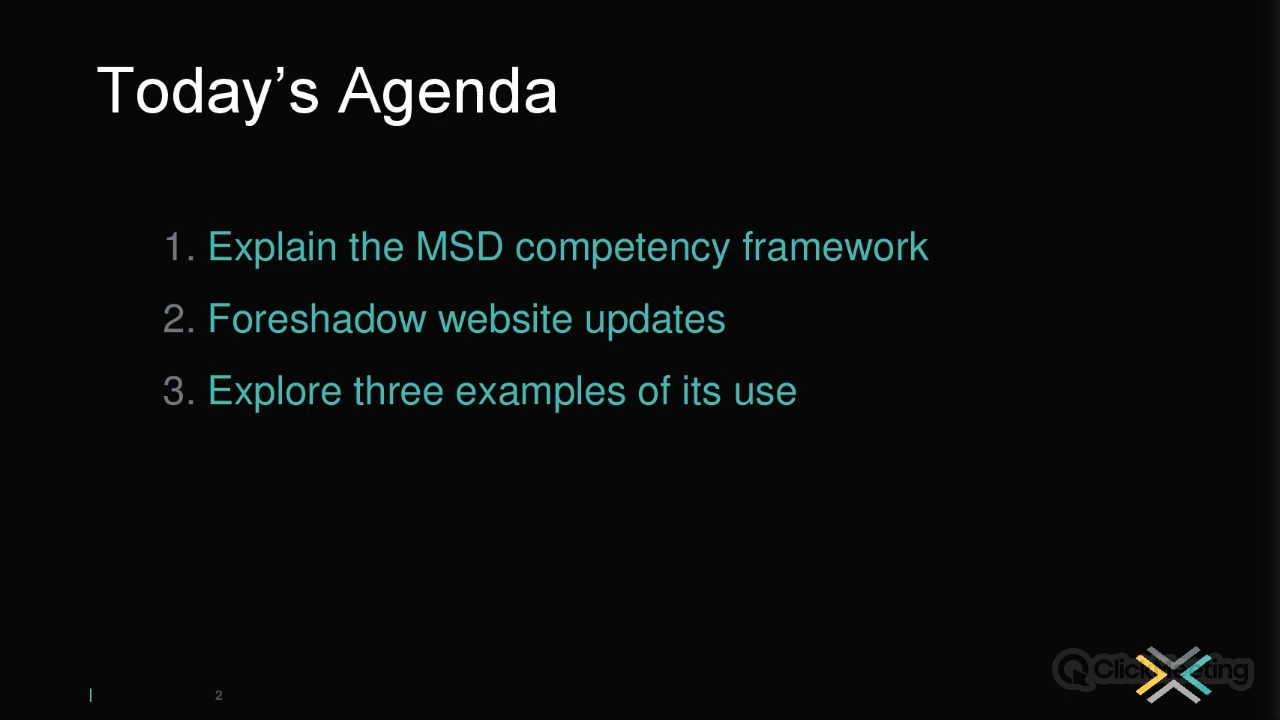 Today’s Agenda
1. Explain the MSD competency framework
2. Foreshadow website updates
3. Explore three examples of its use
| 2
ClickMeeting